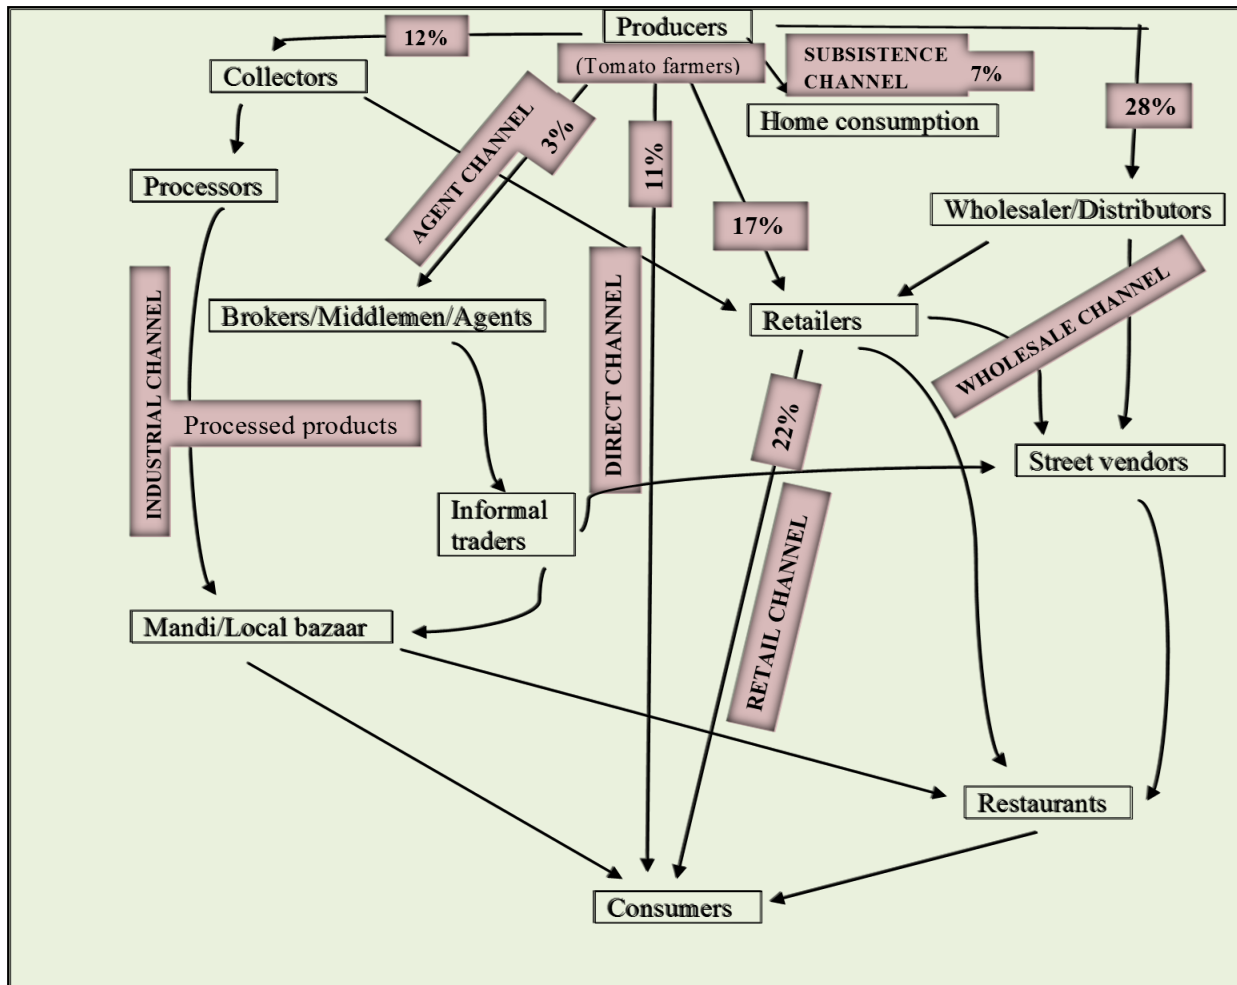 Producers
12%
(Tomato farmers)
SUBSISTENCE
CHANNEL
7%
Collectors
28%
Home consumption
AGENT CHANNEL
3%
11%
Processors
17%
Wholesaler/Distributors
Brokers/Middlemen/Agents
Retailers
WHOLESALE CHANNEL
INDUSTRIAL CHANNEL
DIRECT CHANNEL
Processed products
22%
Street vendors
Informal
traders
RETAIL CHANNEL
Mandi/Local bazaar
Restaurants
Consumers